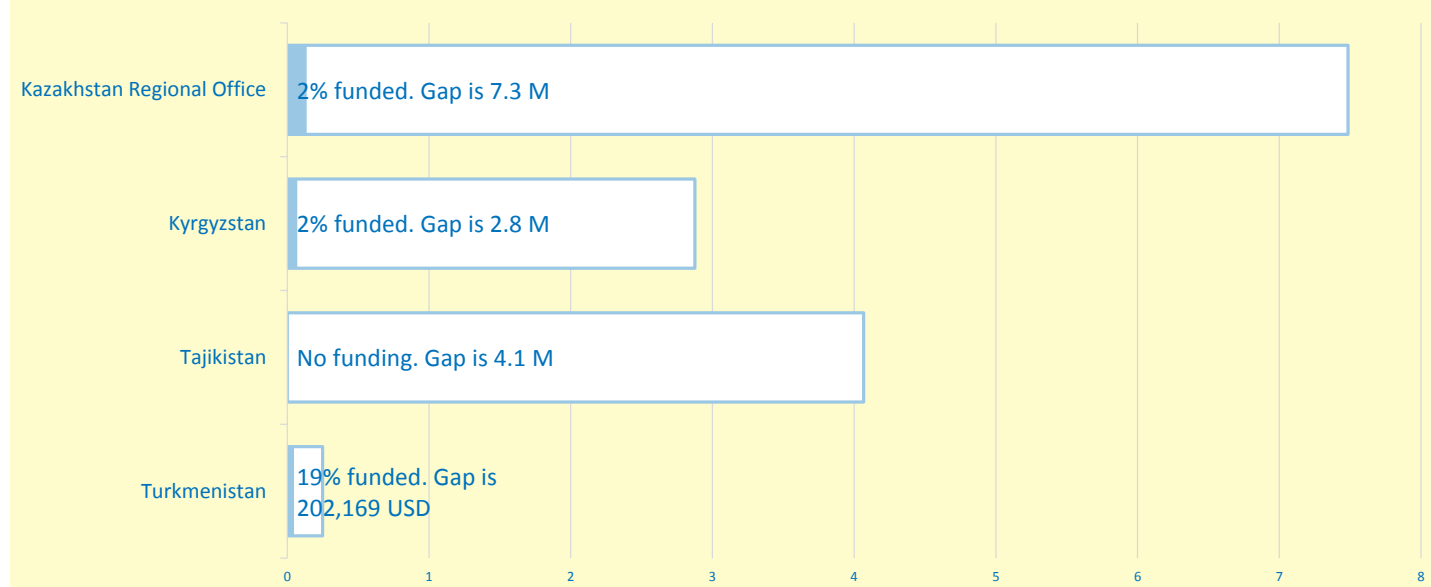 Kazakhstan Regional Office
2% funded. Gap is 7.3 M
Kyrgyzstan
2% funded. Gap is 2.8 M
Tajikistan
No funding. Gap is 4.1 M
Turkmenistan
19% funded. Gap is
202,169 USD
0 1 2 3 4 5 6 7 8